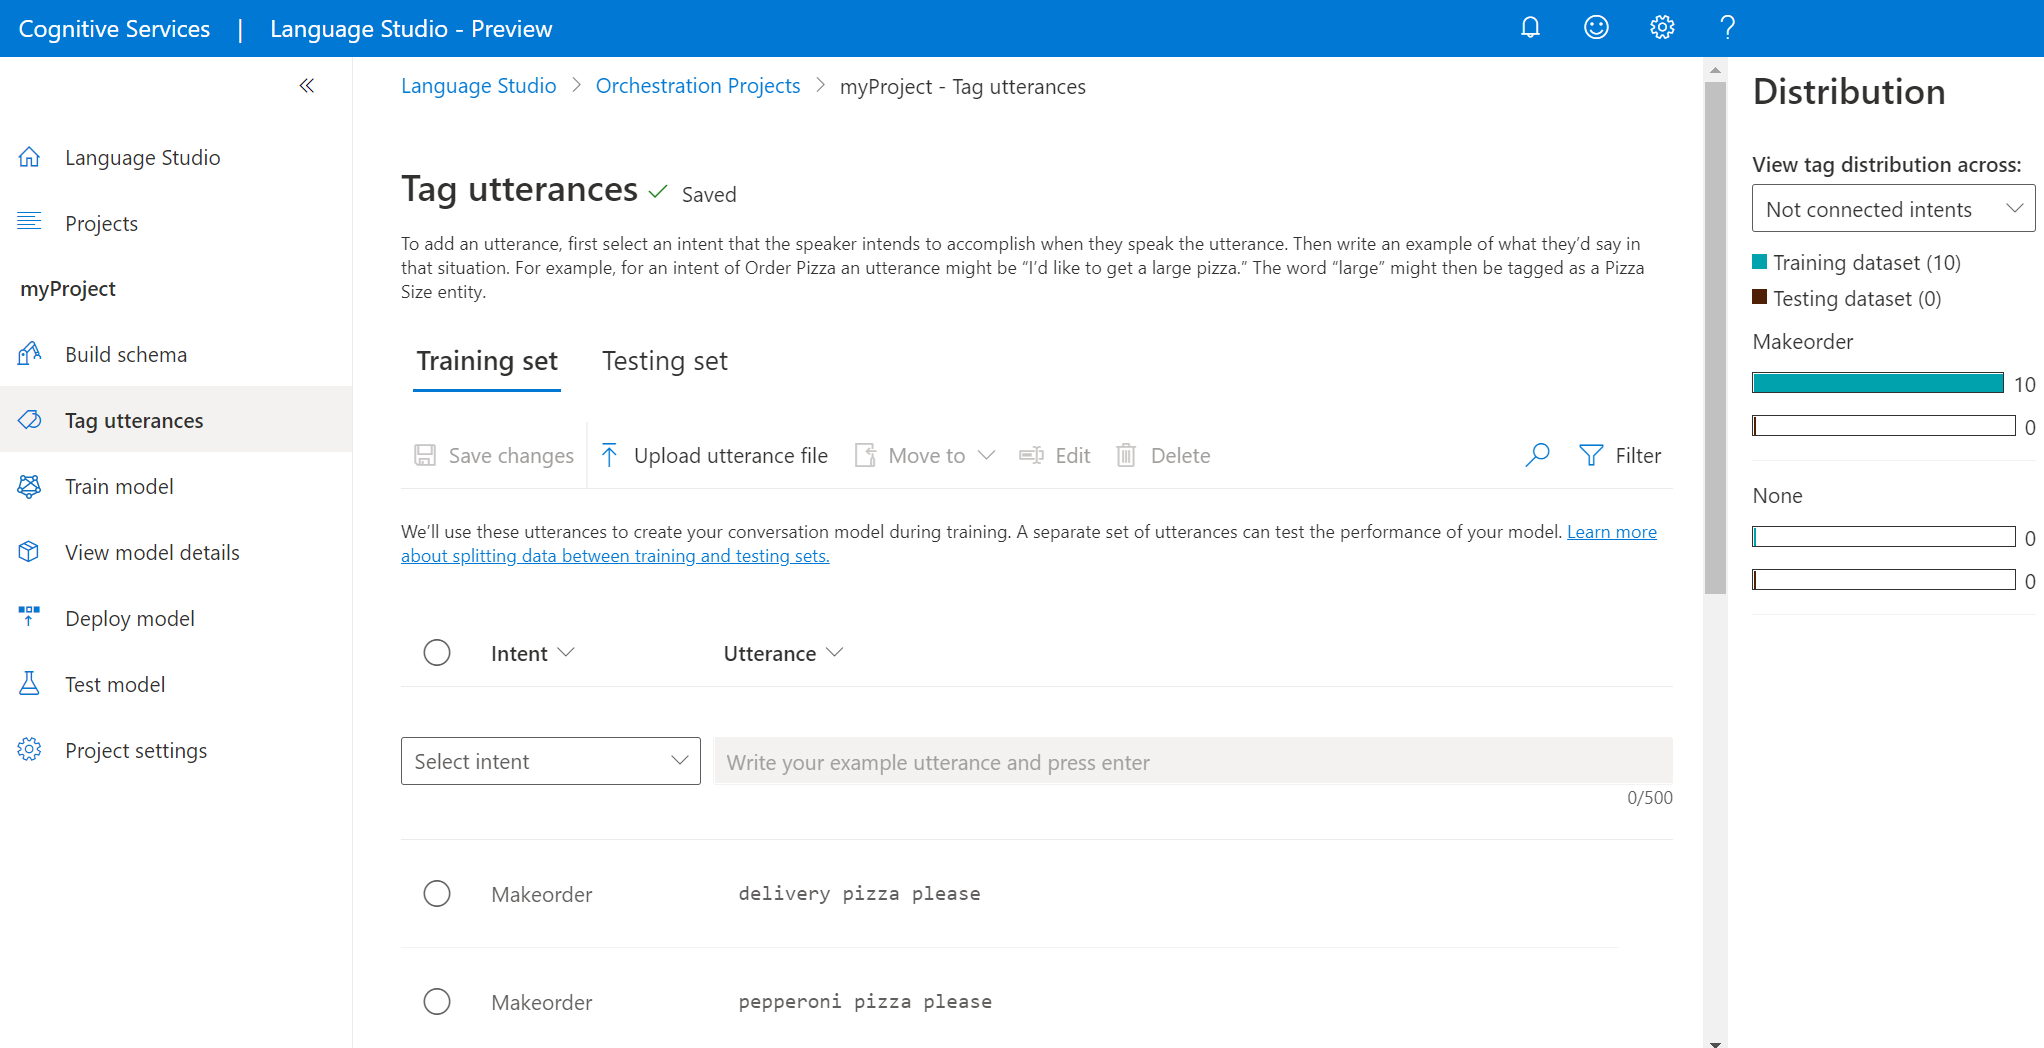 Cognitive Services | Language Studio - Preview
Language Studio
Projects
myProject
Build schema
Tag utterances
Train model
View model details
Deploy model
Test model
Project settings
Language Studio > Orchestration Projects > myProject - Tag utterances
Tag utterances Saved
To add an utterance, first select an intent that the speaker intends to accomplish when they speak the utterance. Then write an example of what they’d say in
that situation. For example, for an intent of Order Pizza an utterance might be “I’d like to get a large pizza.” The word “large” might then be tagged as a Pizza
Size entity.
Training set Testing set
Save changes Upload utterance file Move to Edit Delete Filter
We’ll use these utterances to create your conversation model during training. A separate set of utterances can test the performance of your model. Learn more
about splitting data between training and testing sets.
Intent Utterance
Select intent Write your example utterance and press enter
0/500
Makeorder delivery pizza please
Makeorder pepperoni pizza please
Distribution
View tag distribution across:
Not connected intents
Training dataset (10)
Testing dataset (0)
Makeorder
10
0
None
0
0